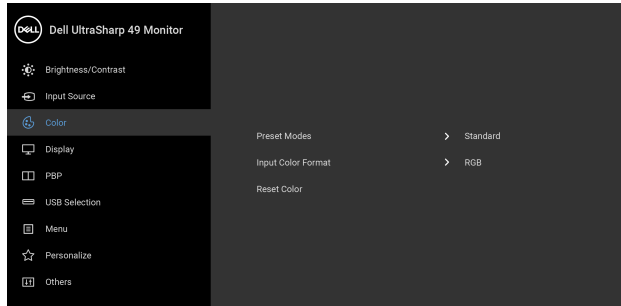 DELL Dell UltraSharp 49 Monitor
Brightness/Contrast
Input Source
Color
Display
PBP
USB Selection
Menu
Personalize
Others
Preset Modes > Standard
Input Color Format > RGB
Reset Color